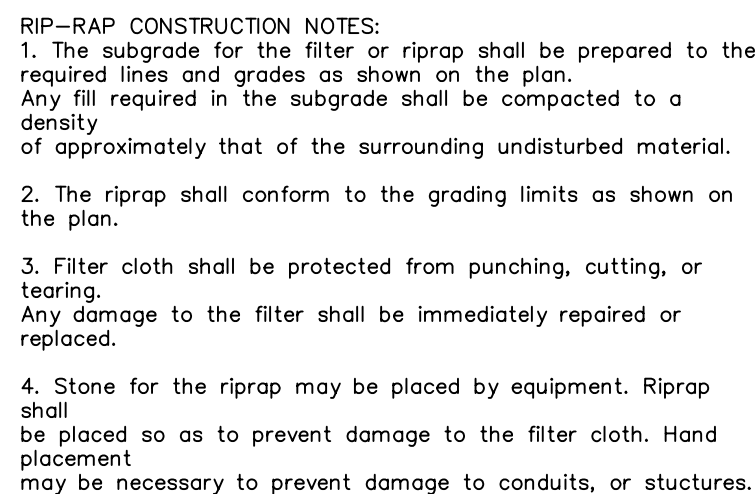 RIP-RAP CONSTRUCTION NOTES:
1. The subgrade for the filter or riprap shall be prepared to the
required lines and grades as shown on the plan.
Any fill required in the subgrade shall be compacted to a
density
of approximately that of the surrounding undisturbed material.
2. The riprap shall conform to the grading limits as shown on
the plan.
3. Filter cloth shall be protected from punching, cutting, or
tearing.
Any damage to the filter shall be immediately repaired or
replaced.
4. Stone for the riprap may be placed by equipment. Riprap
shall
be placed so as to prevent damage to the filter cloth. Hand
placement
may be necessary to prevent damage to conduits, or stuctures.